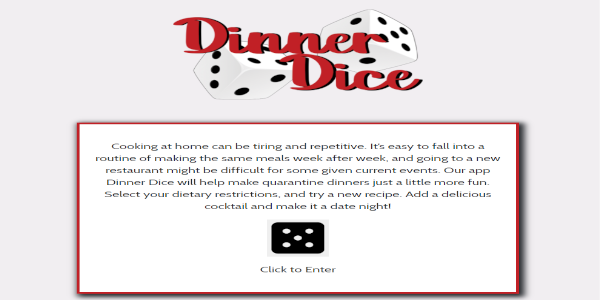 Dinner
Dice
Cooking at home can be tiring and repetitive. It's easy to fall into a
routine of making the same meals week after week, and going to a new
restaurant might be difficult for some given current events. Our app
Dinner Dice will help make quarantine dinners just a little more fun.
Select your dietary restrictions, and try a new recipe. Add a delicious
cocktail and make it a date night!
Click to Enter